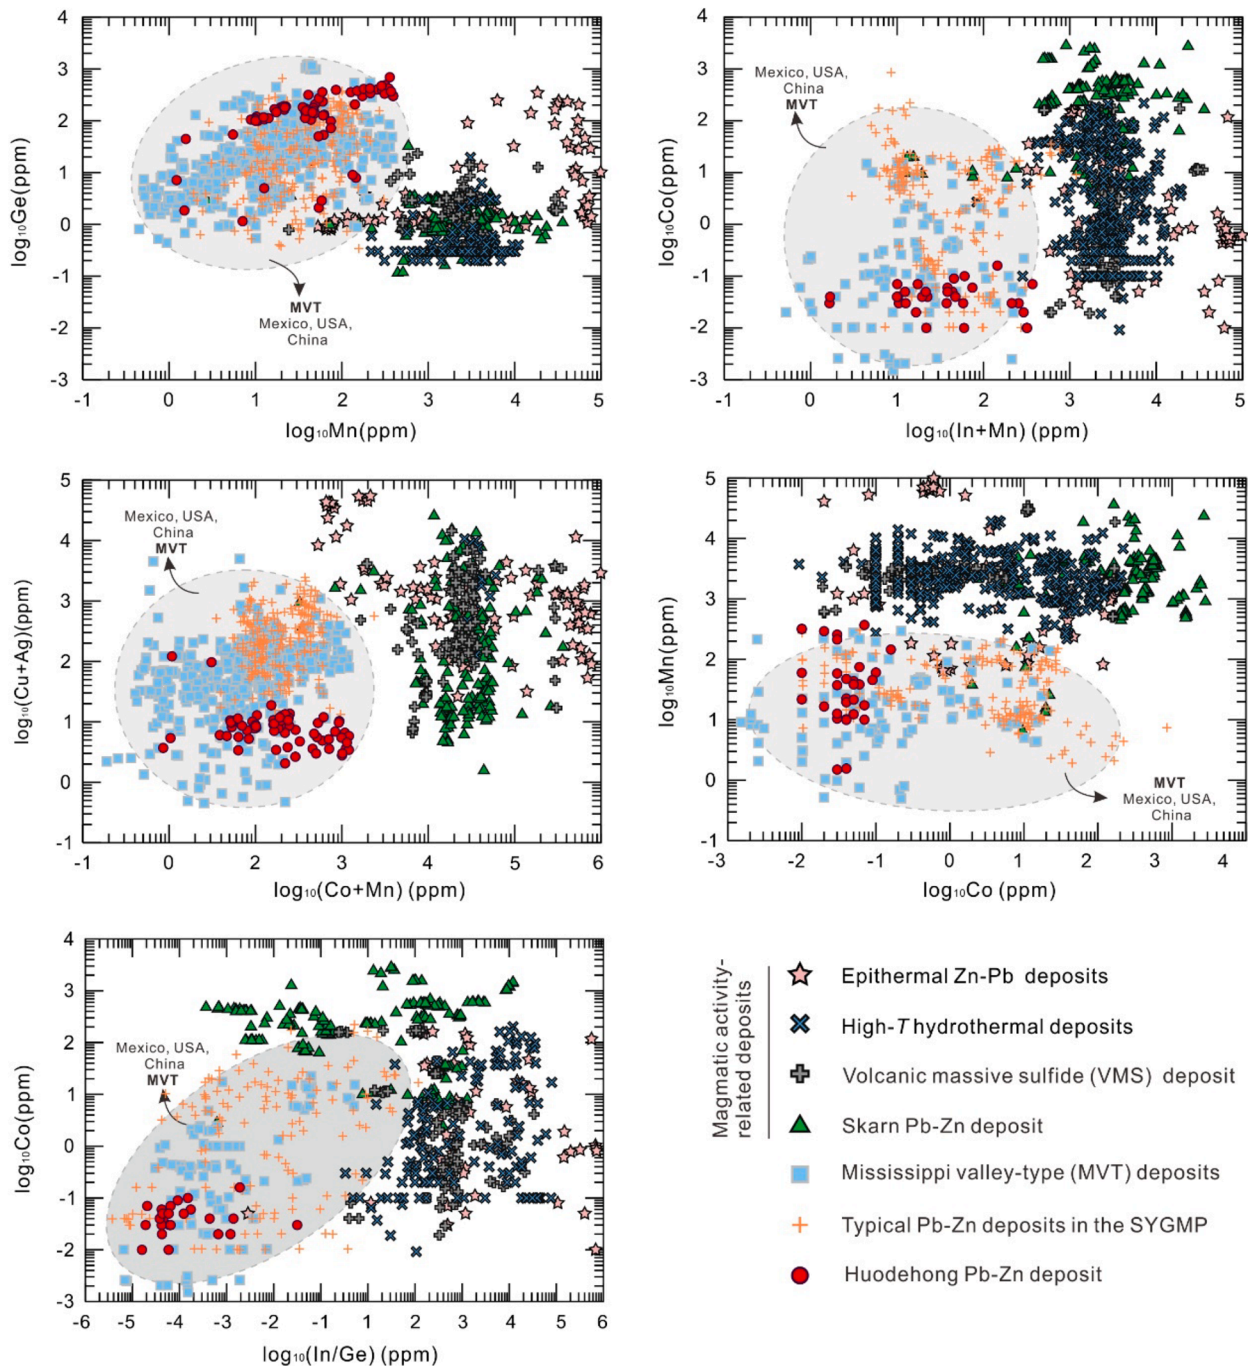 4
3
2
1
0
-1
-2
-3
log₁₀Ge(ppm)
MVT
Mexico, USA,
China
-1
0
1
2
3
4
5
log₁₀Mn(ppm)
4
3
2
1
0
-1
-2
-3
log₁₀Co(ppm)
Mexico, USA,
China
MVT
-1
0
1
2
3
4
5
log₁₀(In+Mn) (ppm)
5
4
3
2
1
0
-1
log₁₀(Cu+Ag)(ppm)
Mexico, USA,
China
MVT
-1
0
1
2
3
4
5
6
log₁₀(Co+Mn) (ppm)
5
4
3
2
1
0
-1
log₁₀Mn(ppm)
MVT
Mexico, USA,
China
-3
-2
-1
0
1
2
3
4
log₁₀Co (ppm)
4
3
2
1
0
-1
-2
-3
log₁₀Co(ppm)
Mexico, USA,
China
MVT
-6
-5
-4
-3
-2
-1
0
1
2
3
4
5
6
log₁₀(In/Ge) (ppm)
Magmatic activity-
related deposits
Epithermal Zn-Pb deposits
High-T hydrothermal deposits
Volcanic massive sulfide (VMS) deposit
Skarn Pb-Zn deposit
Mississippi valley-type (MVT) deposits
Typical Pb-Zn deposits in the SYGMP
Huodehong Pb-Zn deposit